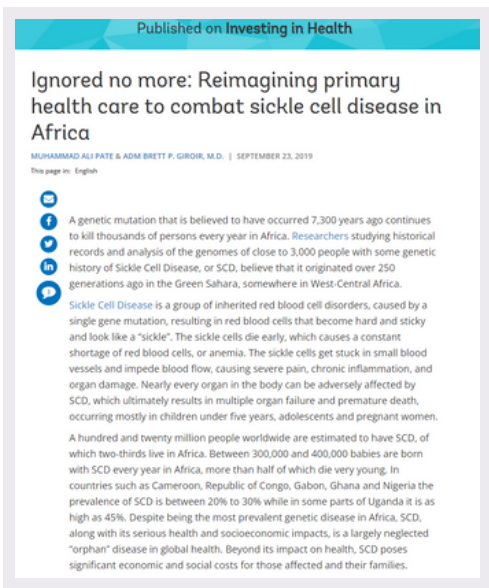 Published on Investing in Health
Ignored no more: Reimagining primary
health care to combat sickle cell disease in
Africa
MUHAMMAD ALI PATE & ADM BRETT P. GIROIR, M.D. | SEPTEMBER 23, 2019
This page in: English
A genetic mutation that is believed to have occurred 7,300 years ago continues
to kill thousands of persons every year in Africa. Researchers studying historical
records and analysis of the genomes of close to 3,000 people with some genetic
history of Sickle Cell Disease, or SCD, believe that it originated over 250
generations ago in the Green Sahara, somewhere in West-Central Africa.
Sickle Cell Disease is a group of inherited red blood cell disorders, caused by a
single gene mutation, resulting in red blood cells that become hard and sticky
and look like a “sickle”. The sickle cells die early, which causes a constant
shortage of red blood cells, or anemia. The sickle cells get stuck in small blood
vessels and impede blood flow, causing severe pain, chronic inflammation, and
organ damage. Nearly every organ in the body can be adversely affected by
SCD, which ultimately results in multiple organ failure and premature death,
occurring mostly in children under five years, adolescents and pregnant women.
A hundred and twenty million people worldwide are estimated to have SCD, of
which two-thirds live in Africa. Between 300,000 and 400,000 babies are born
with SCD every year in Africa, more than half of which die very young. In
countries such as Cameroon, Republic of Congo, Gabon, Ghana and Nigeria the
prevalence of SCD is between 20% to 30% while in some parts of Uganda it is as
high as 45%. Despite being the most prevalent genetic disease in Africa, SCD,
along with its serious health and socioeconomic impacts, is a largely neglected
“orphan” disease in global health. Beyond its impact on health, SCD poses
significant economic and social costs for those affected and their families.